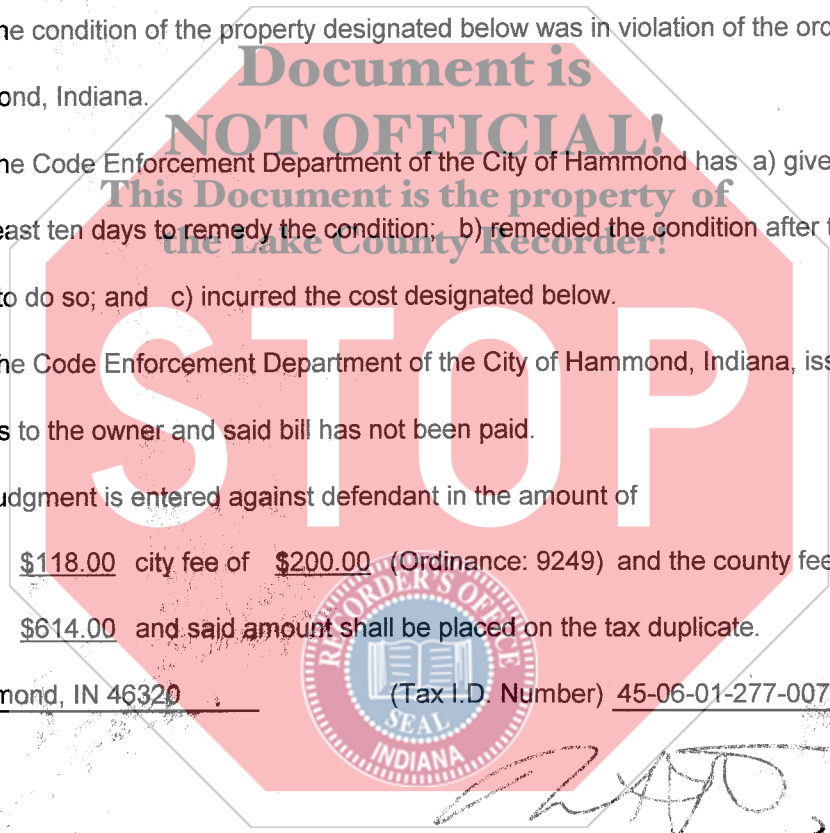 he condition of the property designated below was in violation of the ord
Document is
ond, Indiana.
NOT OFFICIAL!
he Code Enforcement Department of the City of Hammond has a) give
This Document is the property of
east ten days to remedy the condition; b) remedied the condition after
the Lake County Recorder!
to do so; and c) incurred the cost designated below.
STOP
he Code Enforcement Department of the City of Hammond, Indiana, iss
s to the owner and said bill has not been paid.
udgment is entered against defendant in the amount of
$118.00 city fee of $200.00 (Ordinance: 9249) and the county fee
RECORDER'S OFFICE
$614.00 and said amount shall be placed on the tax duplicate.
mond, IN 46320 (Tax I.D. Number) 45-06-01-277-007
SEAL
INDIANA